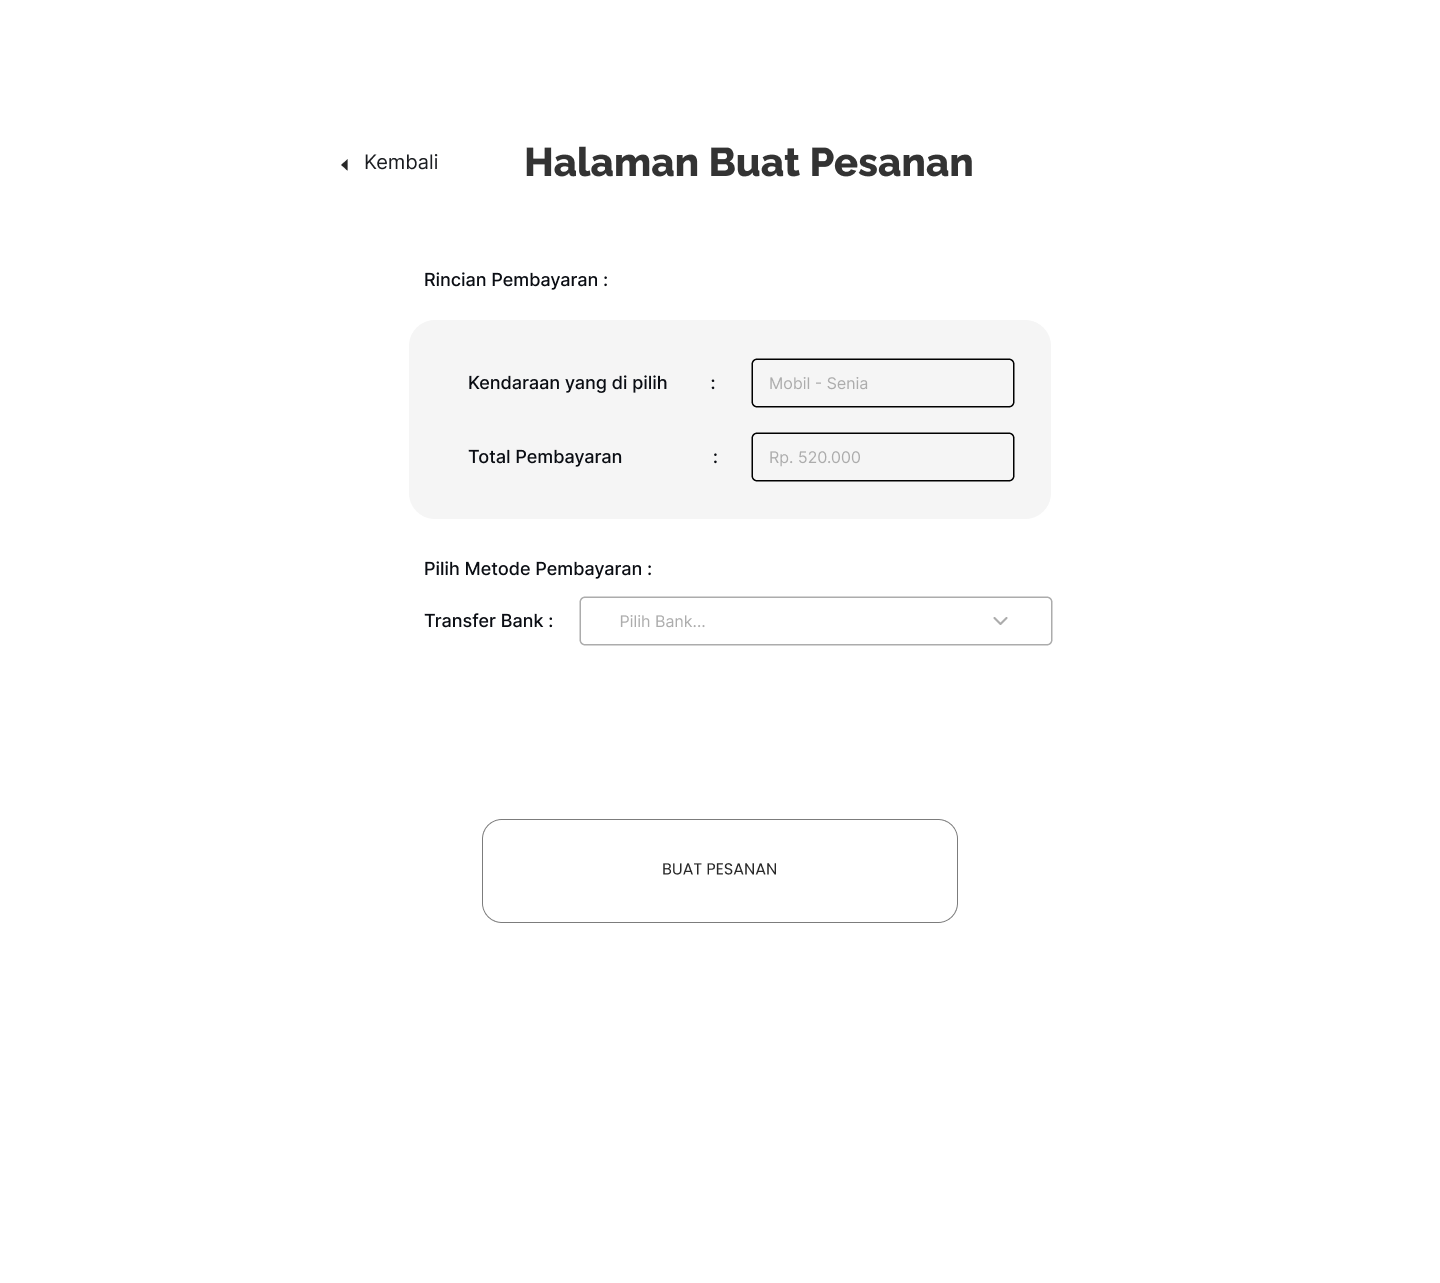 Kembali
Halaman Buat Pesanan
Rincian Pembayaran :
Kendaraan yang di pilih : Mobil - Senia
Total Pembayaran : Rp. 520.000
Pilih Metode Pembayaran :
Transfer Bank : Pilih Bank...
BUAT PESANAN